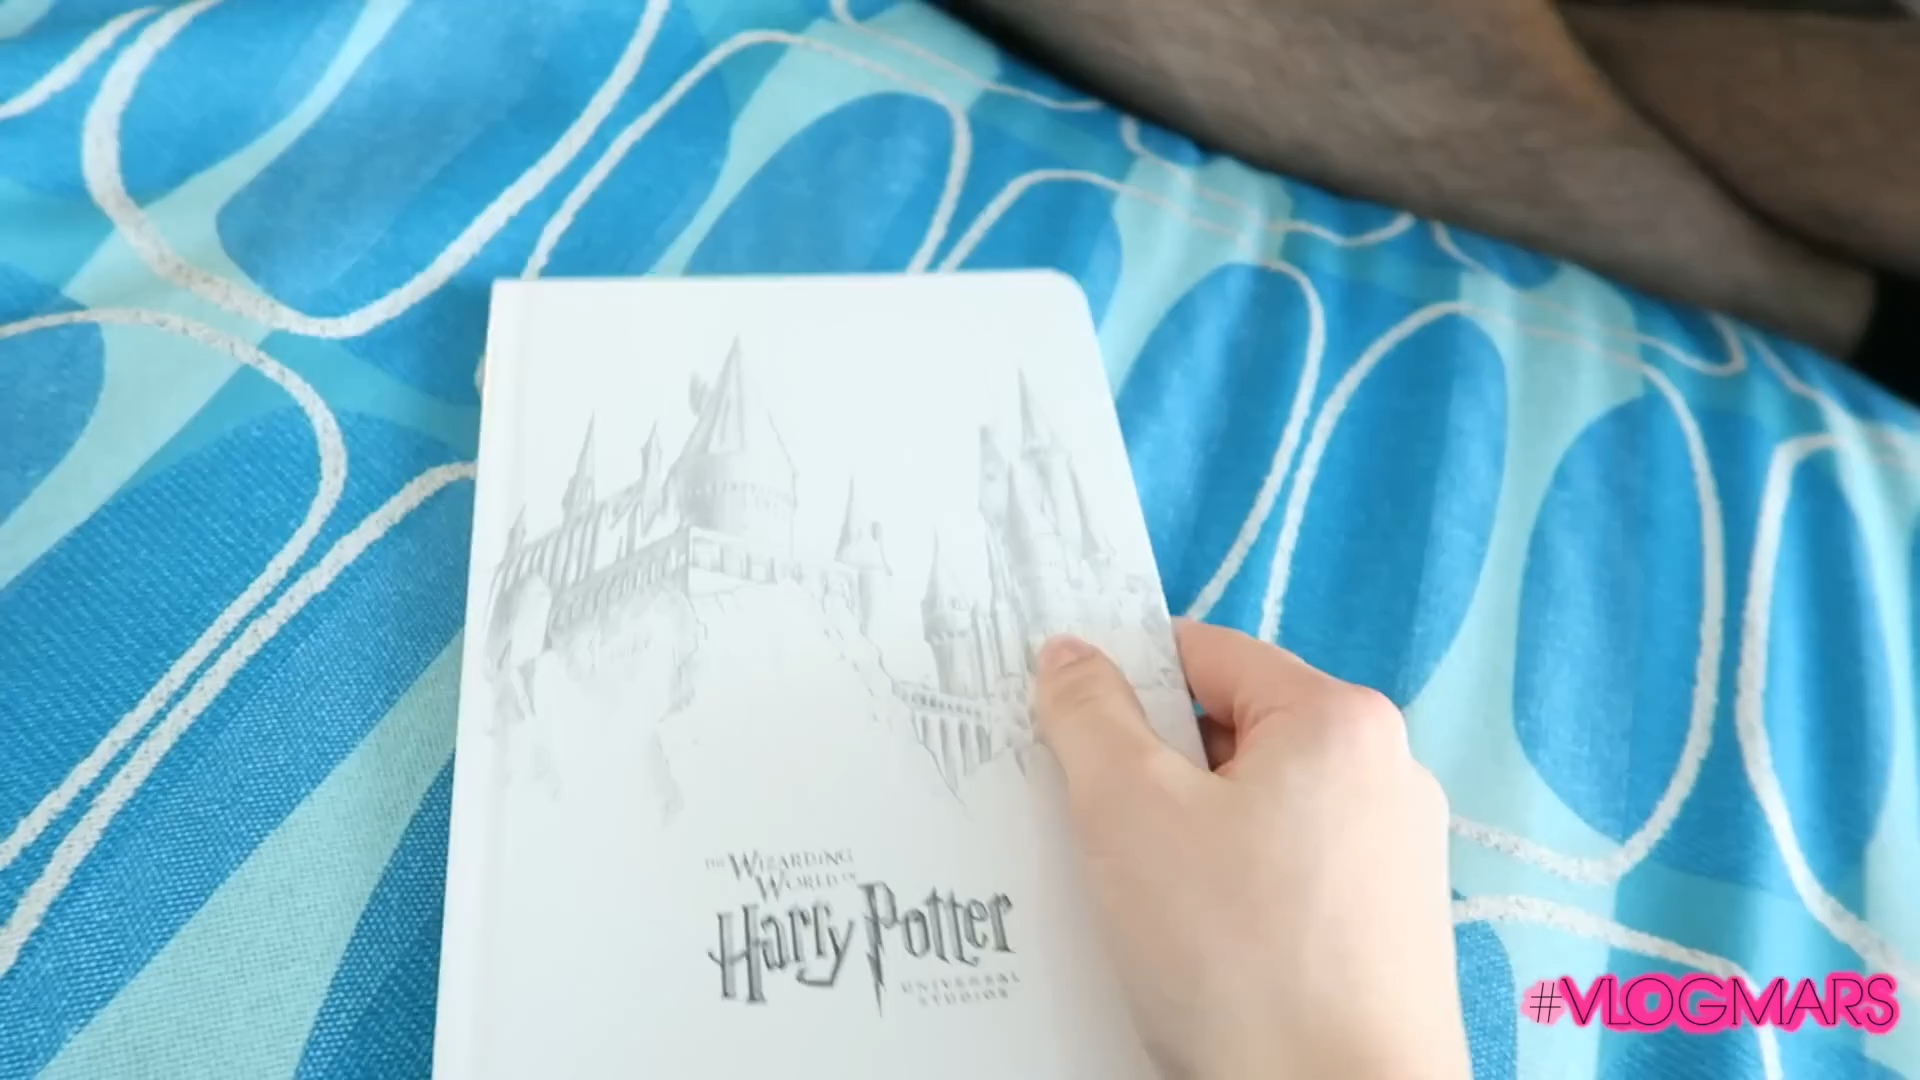 THE WIZARDING
WORLD OF
Harry Potter
UNIVERSAL
STUDIOS
#VLOGMARS